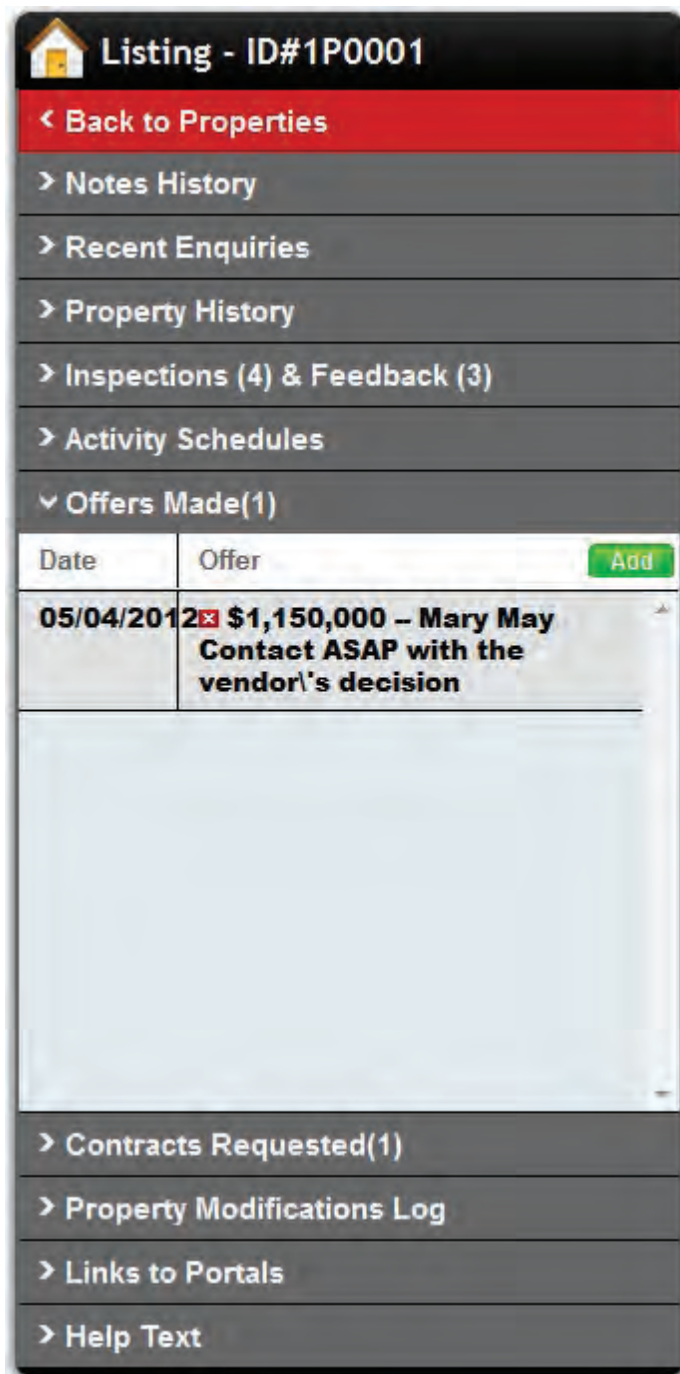 Listing - ID#1P0001
< Back to Properties
> Notes History
> Recent Enquiries
> Property History
> Inspections (4) & Feedback (3)
> Activity Schedules
Offers Made(1)
Date Offer Add
05/04/2012 $1,150,000 – Mary May
Contact ASAP with the
vendor\'s decision
> Contracts Requested(1)
> Property Modifications Log
> Links to Portals
> Help Text